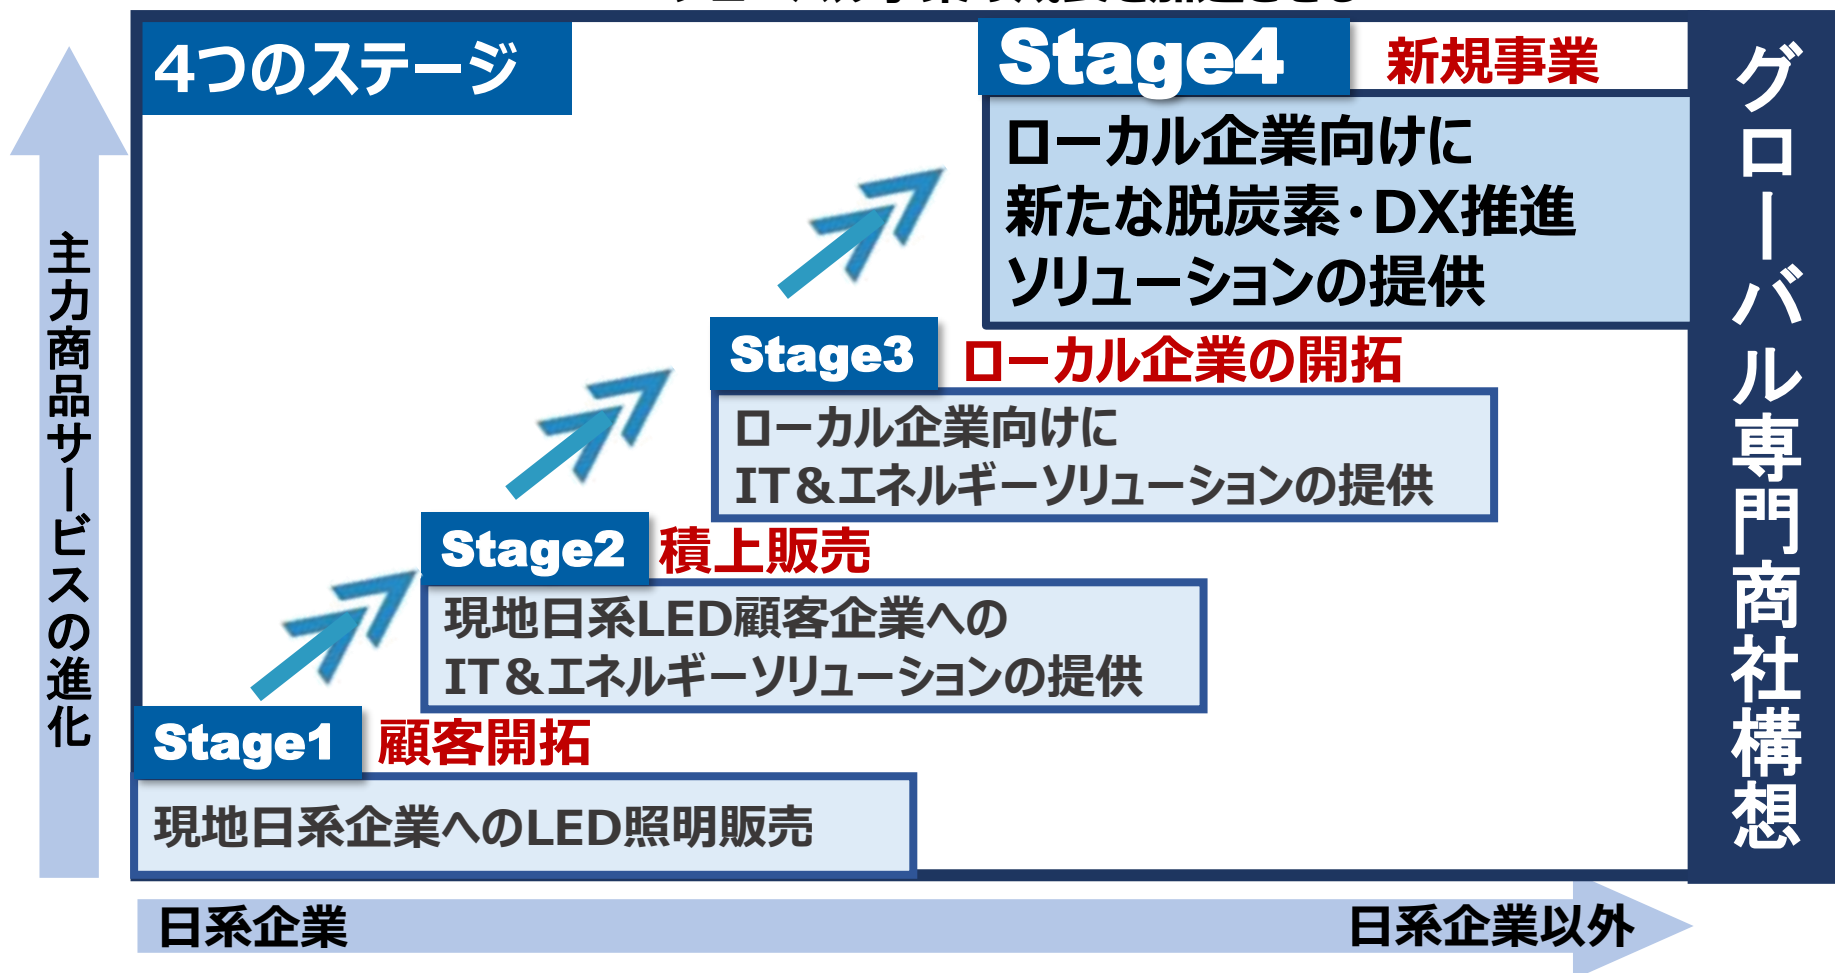 4つのステージ
Stage4
新規事業
ローカル企業向けに
新たな脱炭素・DX推進
ソリューションの提供
Stage3
ローカル企業の開拓
ローカル企業向けに
IT＆エネルギーソリューションの提供
Stage2
積上販売
現地日系LED顧客企業への
IT＆エネルギーソリューションの提供
Stage1
顧客開拓
現地日系企業へのLED照明販売
主力商品サービスの進化
日系企業
日系企業以外
グローバル専門商社構想